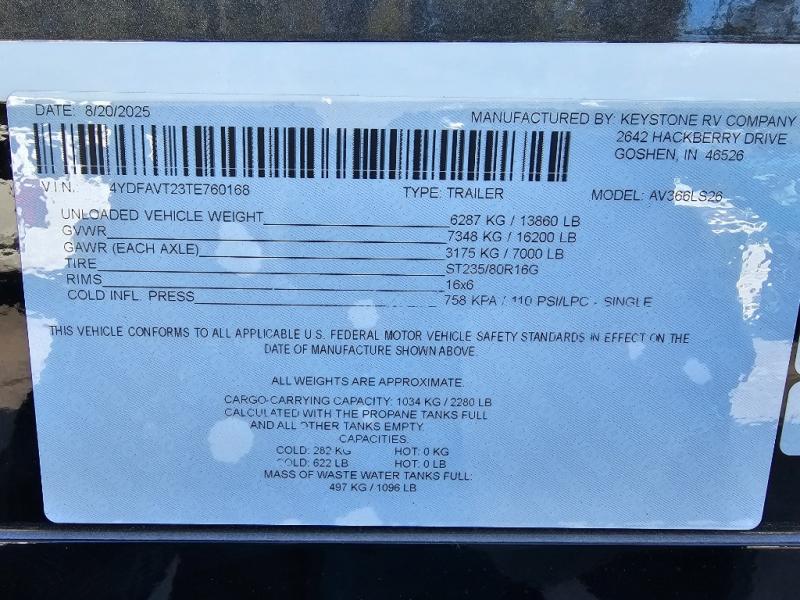 DATE: 8/20/2025
MANUFACTURED BY: KEYSTONE RV COMPANY
2642 HACKBERRY DRIVE
GOSHEN, IN 46526
V I N. 4YDFAVT23TE760168 TYPE: TRAILER MODEL: AV366LS26
UNLOADED VEHICLE WEIGHT 6287 KG / 13860 LB
GVWR 7348 KG / 16200 LB
GAWR (EACH AXLE) 3175 KG / 7000 LB
TIRE ST235/80R16G
RIMS 16x6
COLD INFL. PRESS 758 KPA / 110 PSI/LPC - SINGLE
THIS VEHICLE CONFORMS TO ALL APPLICABLE U.S. FEDERAL MOTOR VEHICLE SAFETY STANDARDS IN EFFECT ON THE
DATE OF MANUFACTURE SHOWN ABOVE.
ALL WEIGHTS ARE APPROXIMATE.
CARGO-CARRYING CAPACITY: 1034 KG / 2280 LB
CALCULATED WITH THE PROPANE TANKS FULL
AND ALL OTHER TANKS EMPTY.
CAPACITIES.
COLD: 282 KG HOT: 0 KG
COLD: 622 LB HOT: 0 LB
MASS OF WASTE WATER TANKS FULL:
497 KG / 1096 LB